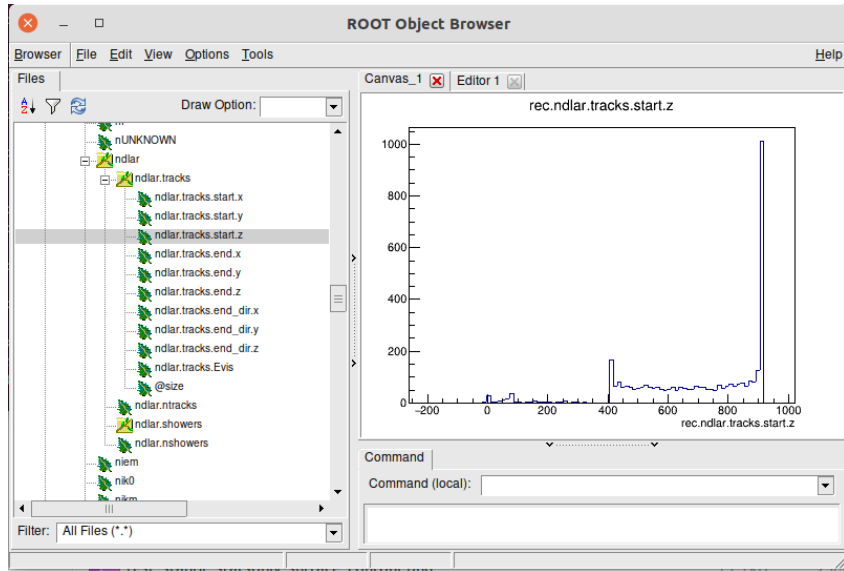 ROOT Object Browser
Browser File Edit View Options Tools Help
Files
Draw Option:
nUNKNOWN
ndlar
ndlar.tracks
ndlar.tracks.start.x
ndlar.tracks.start.y
ndlar.tracks.start.z
ndlar.tracks.end.x
ndlar.tracks.end.y
ndlar.tracks.end.z
ndlar.tracks.end_dir.x
ndlar.tracks.end_dir.y
ndlar.tracks.end_dir.z
ndlar.tracks.Evis
@size
ndlar.ntracks
ndlar.showers
ndlar.nshowers
niem
nik0
nikm
Filter: All Files (*.*)
Canvas_1 Editor 1
rec.ndlar.tracks.start.z
1000
800
600
400
200
0
−200 0 200 400 600 800 1000
rec.ndlar.tracks.start.z
Command
Command (local):